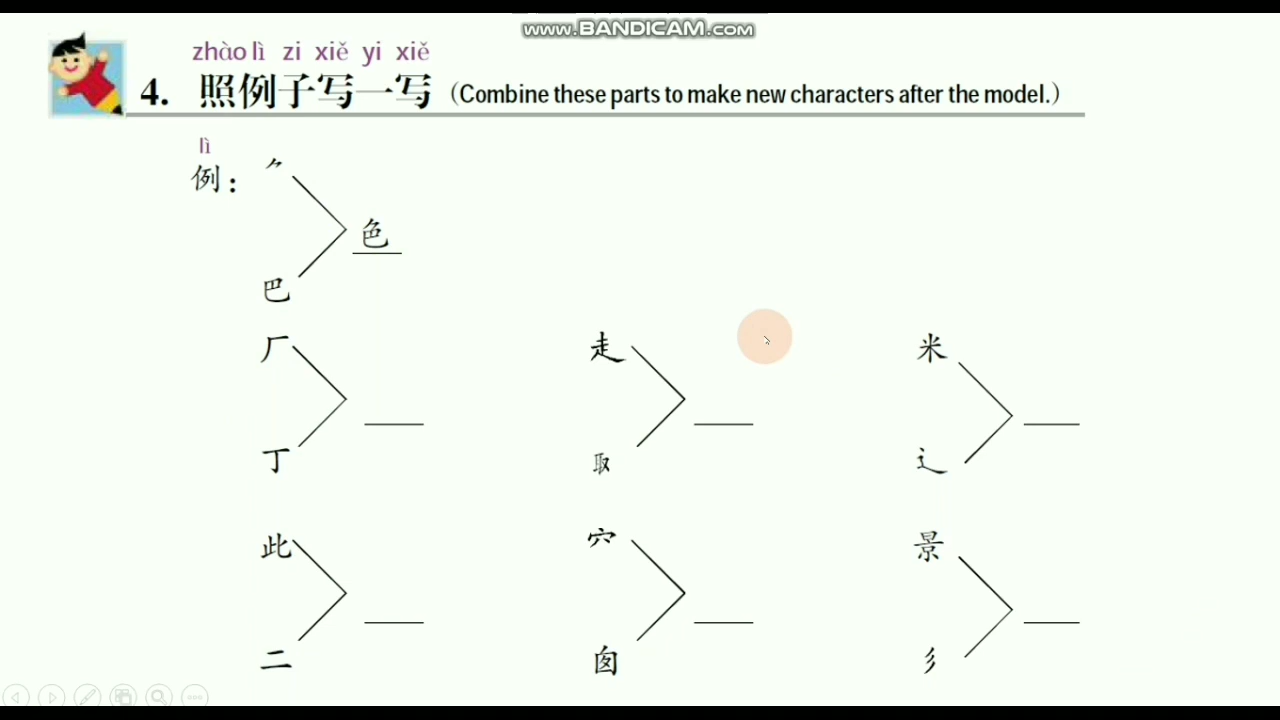 www.BANDICAM.com
zhào lì zi xiě yi xiě
4. 照例子写一写 (Combine these parts to make new characters after the model.)
lì
例：⺈
色
巴
厂 走 米
丁 取 辶
此 穴 景
二 囱 彡